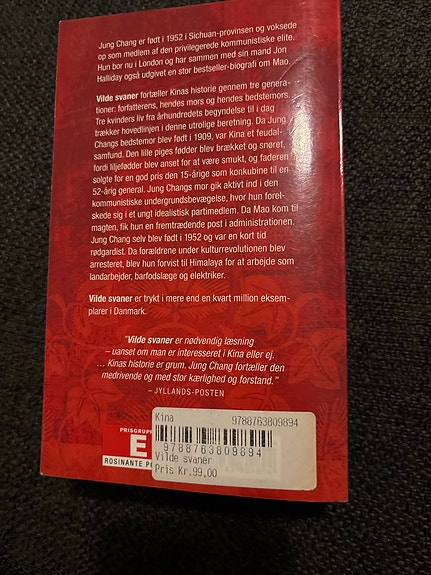 Jung Chang er født i 1952 i Sichuan-provinsen og voksede
op som medlem af den privilegerede kommunistiske elite.
Hun bor nu i London og har sammen med sin mand Jon
Halliday også udgivet en stor bestseller-biografi om Mao.
Vilde svaner fortæller Kinas historie gennem tre genera-
tioner: forfatterens, hendes mors og hendes bedstemors.
Tre kvinders liv fra århundredets begyndelse til i dag
trækker hovedlinjen i denne utrolige beretning. Da Jung
Changs bedstemor blev født i 1909, var Kina et feudal-
samfund. Den lille piges fødder blev brækket og snøret,
fordi liljefødder blev anset for at være smukt, og faderen
solgte for en god pris den 15-årige som konkubine til en
52-årig general. Jung Changs mor gik aktivt ind i den
kommunistiske undergrundsbevægelse, hvor hun forel-
skede sig i et ungt idealistisk partimedlem. Da Mao kom til
magten, fik hun en fremtrædende post i administrationen.
Jung Chang selv blev født i 1952 og var en kort tid
rødgardist. Da forældrene under kulturrevolutionen blev
arresteret, blev hun forvist til Himalaya for at arbejde som
landarbejder, barfodslæge og elektriker.
Vilde svaner er trykt i mere end en kvart million eksem-
plarer i Danmark.
"Vilde svaner er nødvendig læsning
– uanset om man er interesseret i Kina eller ej.
... Kinas historie er grum. Jung Chang fortæller den
medrivende og med stor kærlighed og forstand."
– JYLLANDS-POSTEN
Kina 9788763809894
PRISGRUPPE
E
ROSINANTE
9788763809894
Vilde svaner
Pris Kr.99,00